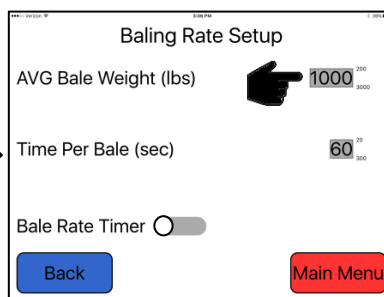 Verizon 3:08 PM
Baling Rate Setup
AVG Bale Weight (lbs) 1000 200
3000
Time Per Bale (sec) 60 20
300
Bale Rate Timer
Back Main Menu